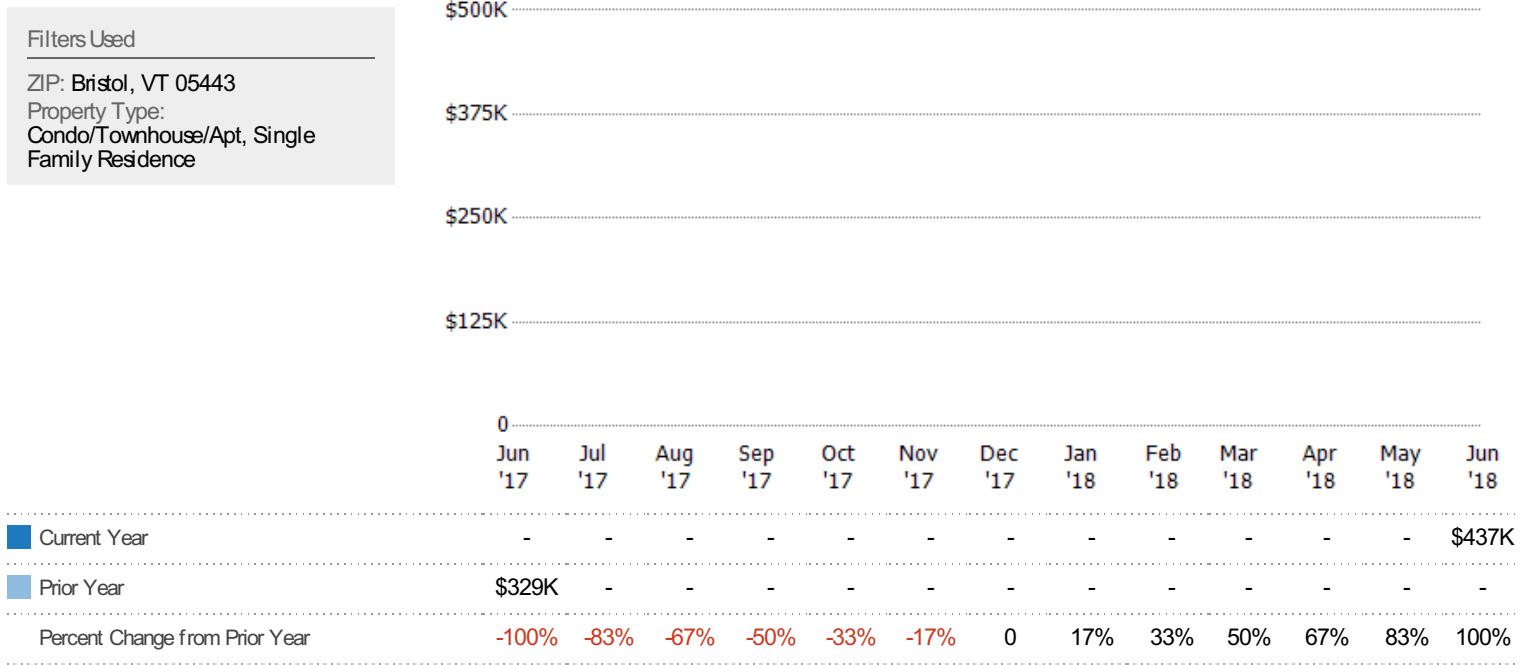 Filters Used
ZIP: Bristol, VT 05443
Property Type:
Condo/Townhouse/Apt, Single
Family Residence
$500K
$375K
$250K
$125K
0
Jun Jul Aug Sep Oct Nov Dec Jan Feb Mar Apr May Jun
'17 '17 '17 '17 '17 '17 '17 '18 '18 '18 '18 '18 '18
Current Year - - - - - - - - - - - - $437K
Prior Year $329K - - - - - - - - - - - -
Percent Change from Prior Year -100% -83% -67% -50% -33% -17% 0 17% 33% 50% 67% 83% 100%